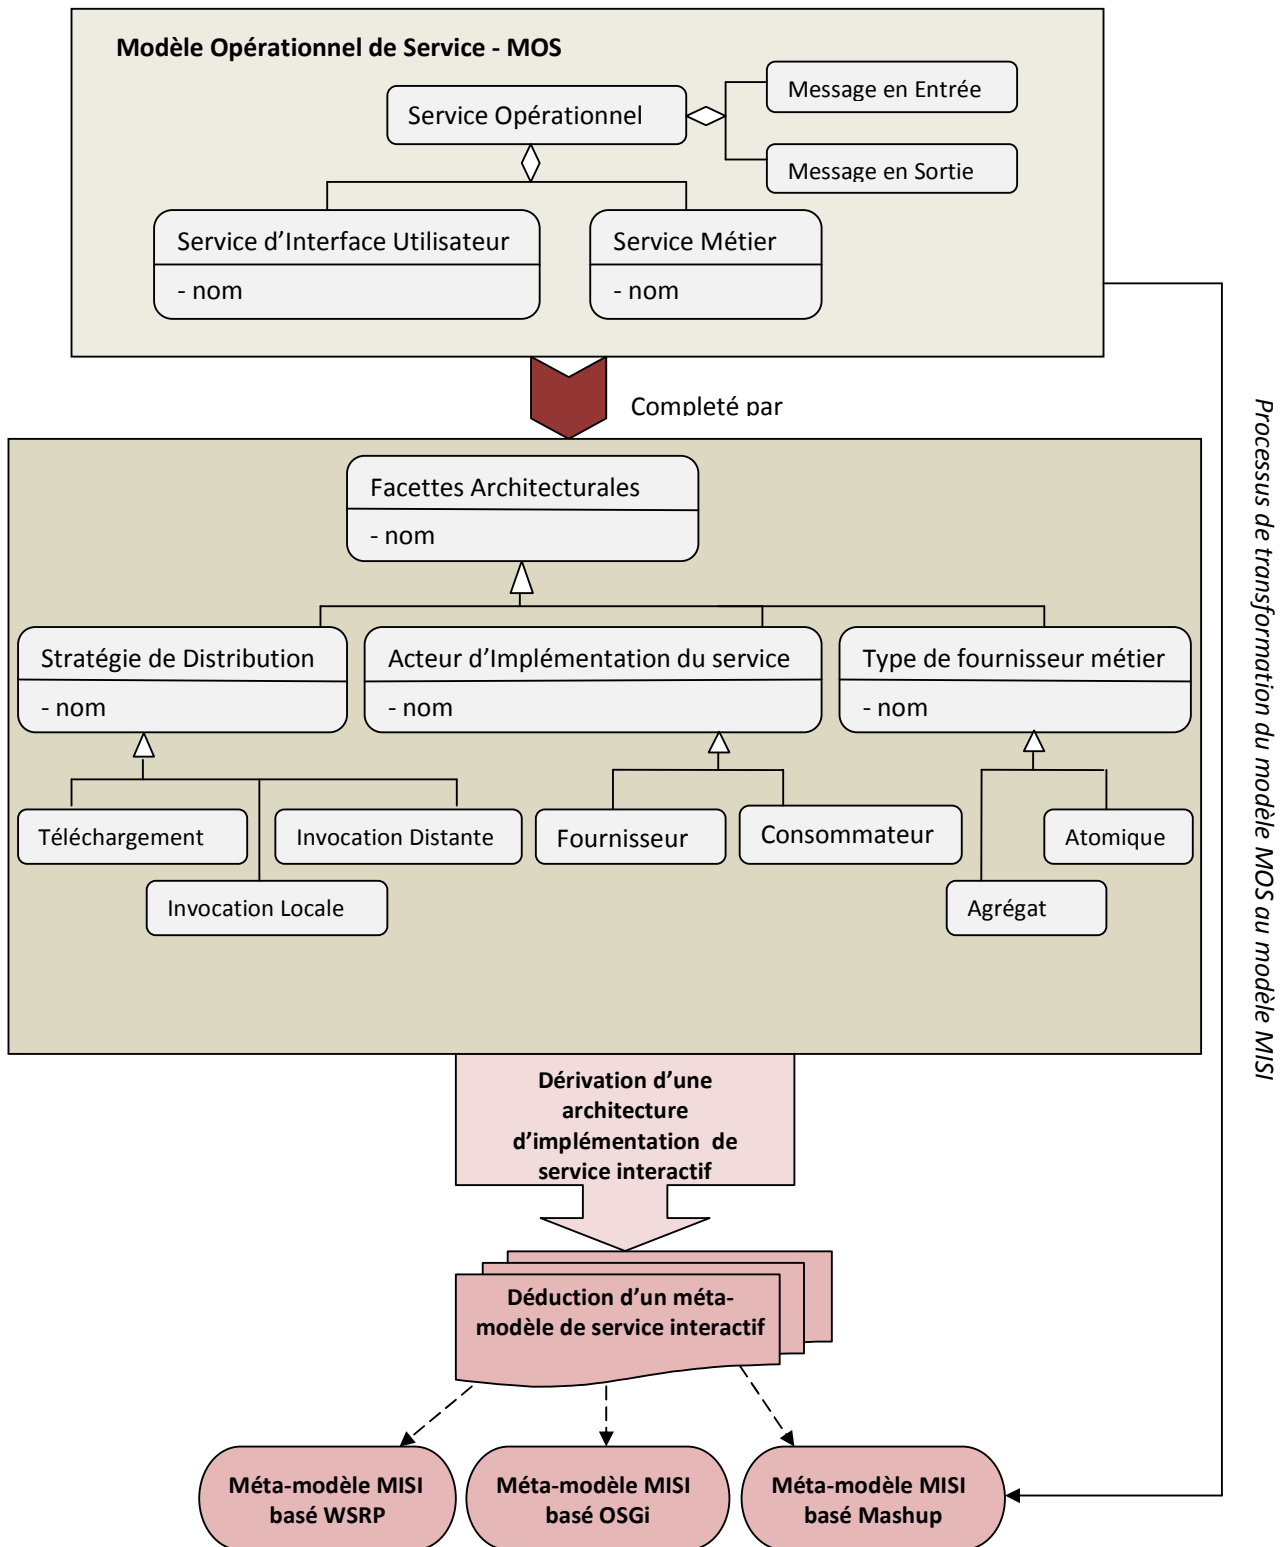 Modèle Opérationnel de Service - MOS
Message en Entrée
Service Opérationnel
Message en Sortie
Service d’Interface Utilisateur
- nom
Service Métier
- nom
Completé par
Facettes Architecturales
- nom
Stratégie de Distribution
- nom
Acteur d’Implémentation du service
- nom
Type de fournisseur métier
- nom
Téléchargement
Invocation Distante
Invocation Locale
Fournisseur
Consommateur
Atomique
Agrégat
Dérivation d’une
architecture
d’implémentation de
service interactif
Déduction d’un méta-
modèle de service interactif
Méta-modèle MISI
basé WSRP
Méta-modèle MISI
basé OSGi
Méta-modèle MISI
basé Mashup
Processus de transformation du modèle MOS au modèle MISI